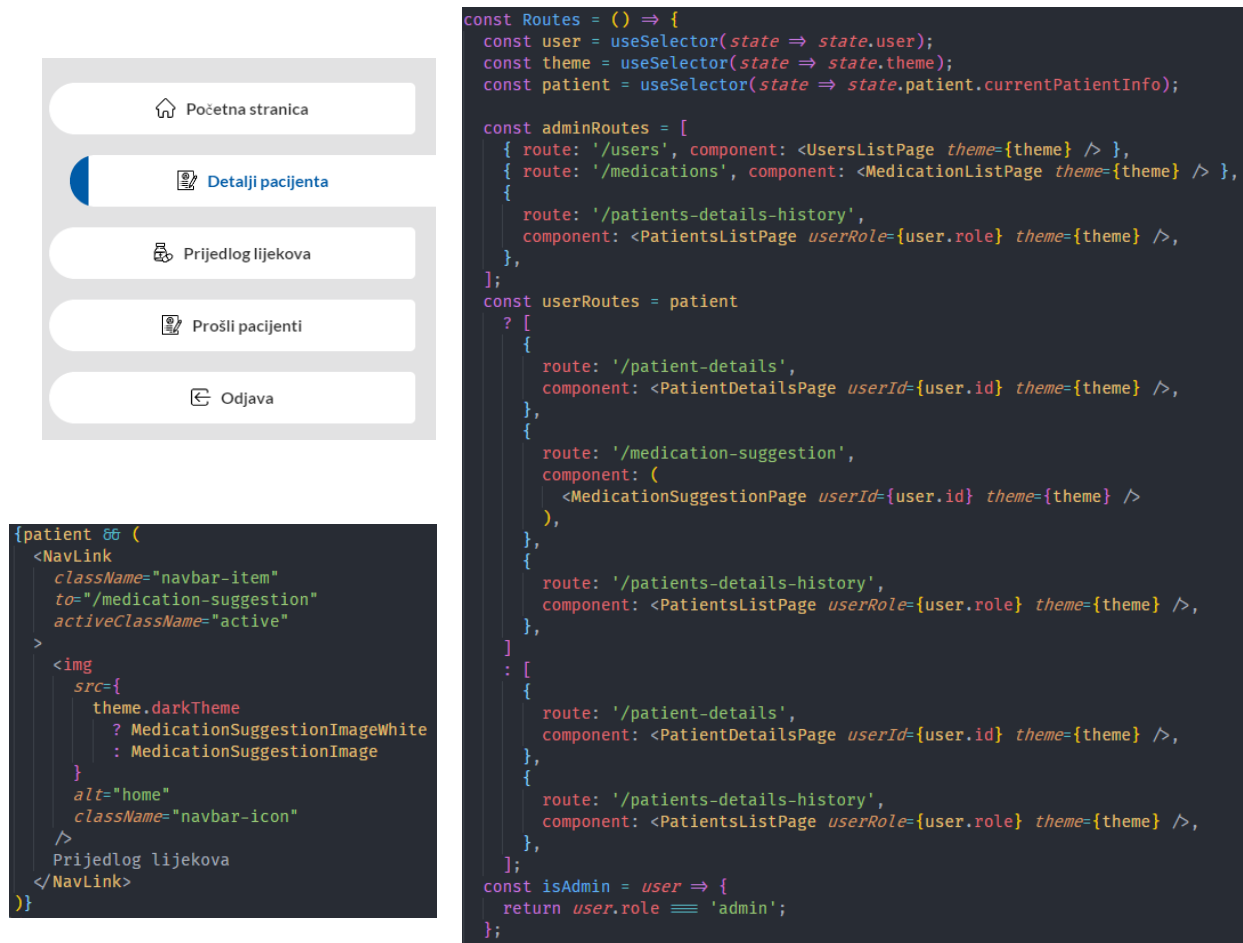 Početna stranica
Detalji pacijenta
Prijedlog lijekova
Prošli pacijenti
Odjava
{patient && (
<NavLink
className="navbar-item"
to="/medication-suggestion"
activeClassName="active"
>
<img
src={
theme.darkTheme
? MedicationSuggestionImageWhite
: MedicationSuggestionImage
}
alt="home"
className="navbar-icon"
/>
Prijedlog lijekova
</NavLink>
)}
const Routes = () => {
const user = useSelector(state => state.user);
const theme = useSelector(state => state.theme);
const patient = useSelector(state => state.patient.currentPatientInfo);
const adminRoutes = [
{ route: '/users', component: <UsersListPage theme={theme} /> },
{ route: '/medications', component: <MedicationListPage theme={theme} /> },
{
route: '/patients-details-history',
component: <PatientsListPage userRole={user.role} theme={theme} />,
},
];
const userRoutes = patient
? [
{
route: '/patient-details',
component: <PatientDetailsPage userId={user.id} theme={theme} />,
},
{
route: '/medication-suggestion',
component: (
<MedicationSuggestionPage userId={user.id} theme={theme} />
),
},
{
route: '/patients-details-history',
component: <PatientsListPage userRole={user.role} theme={theme} />,
},
]
: [
{
route: '/patient-details',
component: <PatientDetailsPage userId={user.id} theme={theme} />,
},
{
route: '/patients-details-history',
component: <PatientsListPage userRole={user.role} theme={theme} />,
},
];
const isAdmin = user => {
return user.role === 'admin';
};